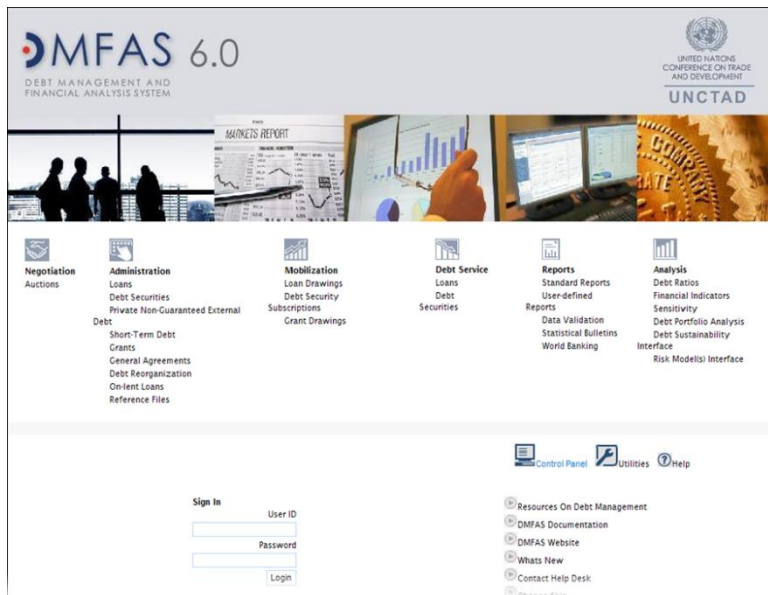 DMFAS 6.0
DEBT MANAGEMENT AND
FINANCIAL ANALYSIS SYSTEM
UNITED NATIONS
CONFERENCE ON TRADE
AND DEVELOPMENT
UNCTAD
MARKETS REPORT
Negotiation
Auctions
Administration
Loans
Debt Securities
Private Non-Guaranteed External
Debt
Short-Term Debt
Grants
General Agreements
Debt Reorganization
On-lent Loans
Reference Files
Mobilization
Loan Drawings
Debt Security
Subscriptions
Grant Drawings
Debt Service
Loans
Debt
Securities
Reports
Standard Reports
User-defined
Reports
Data Validation
Statistical Bulletins
World Banking
Analysis
Debt Ratios
Financial Indicators
Sensitivity
Debt Portfolio Analysis
Debt Sustainability
Interface
Risk Model(s) Interface
Control Panel Utilities Help
Sign In
User ID
Password
Login
Resources On Debt Management
DMFAS Documentation
DMFAS Website
Whats New
Contact Help Desk
Change Skin